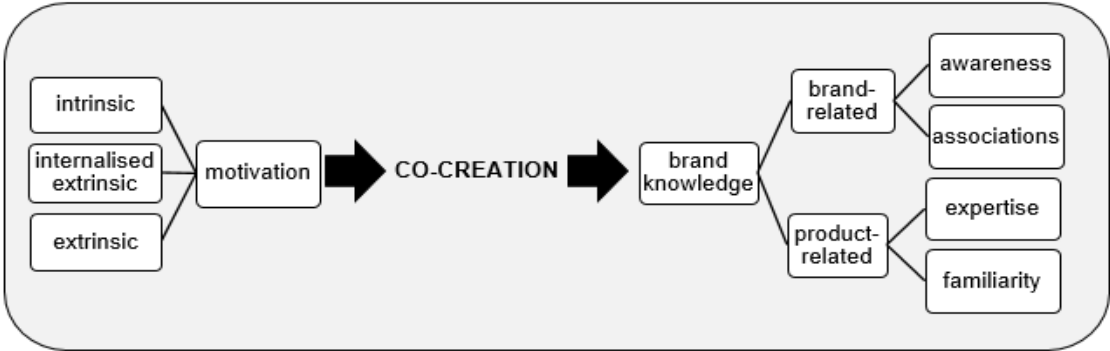 intrinsic
internalised
extrinsic
extrinsic
motivation
CO-CREATION
brand
knowledge
brand-
related
product-
related
awareness
associations
expertise
familiarity